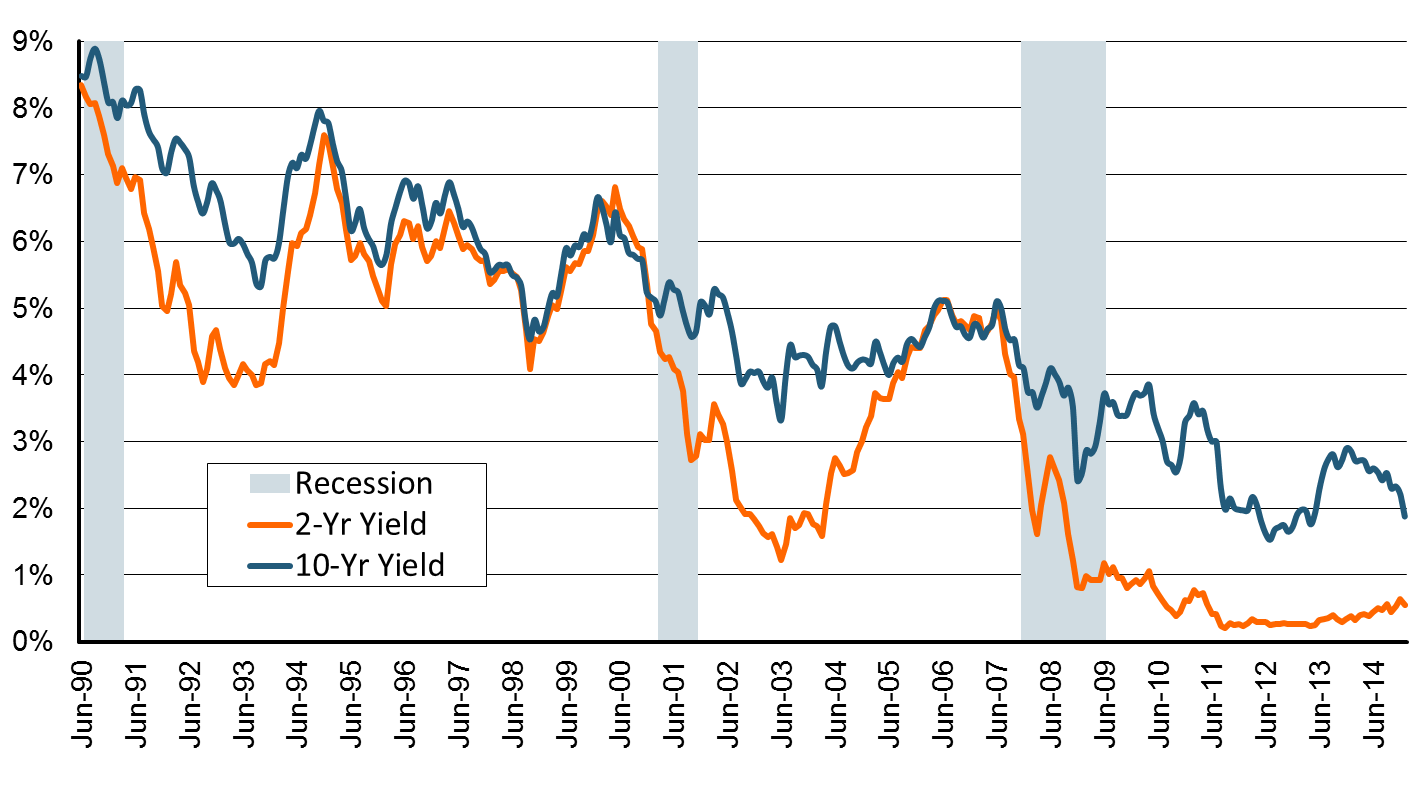 9%
8%
7%
6%
5%
4%
3%
2%
1%
0%
Recession
2-Yr Yield
10-Yr Yield
Jun-90
Jun-91
Jun-92
Jun-93
Jun-94
Jun-95
Jun-96
Jun-97
Jun-98
Jun-99
Jun-00
Jun-01
Jun-02
Jun-03
Jun-04
Jun-05
Jun-06
Jun-07
Jun-08
Jun-09
Jun-10
Jun-11
Jun-12
Jun-13
Jun-14